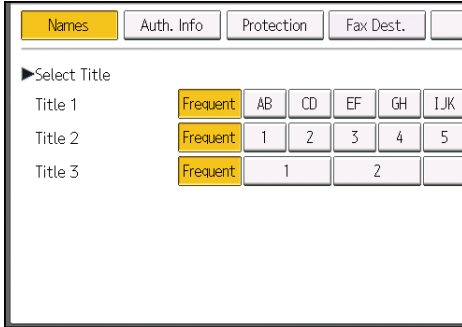 Names Auth. Info Protection Fax Dest.
▶Select Title
Title 1 Frequent AB CD EF GH IJK
Title 2 Frequent 1 2 3 4 5
Title 3 Frequent 1 2